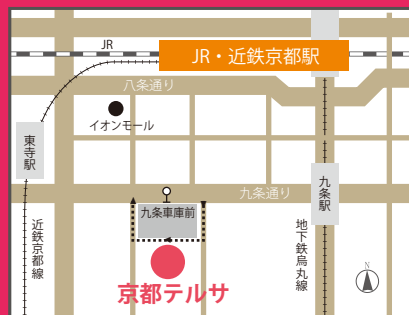 JR
JR・近鉄京都駅
八条通り
イオンモール
東寺駅
九条通り
九条駅
九条車庫前
近鉄京都線
地下鉄烏丸線
京都テルサ
N